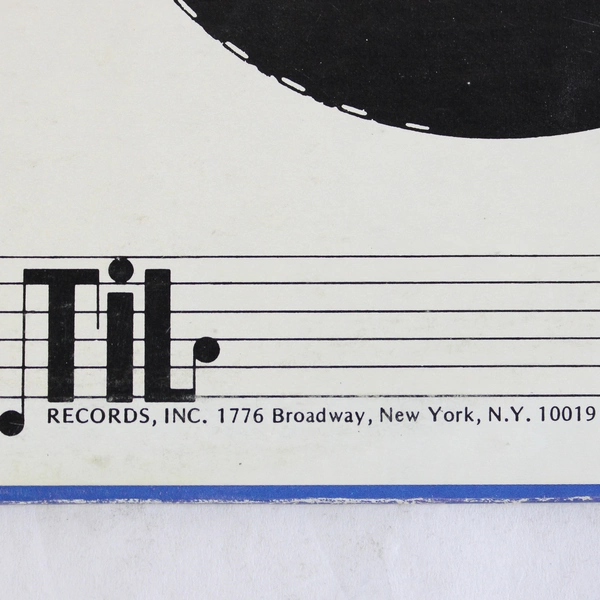 TiL
RECORDS, INC. 1776 Broadway, New York, N.Y. 10019